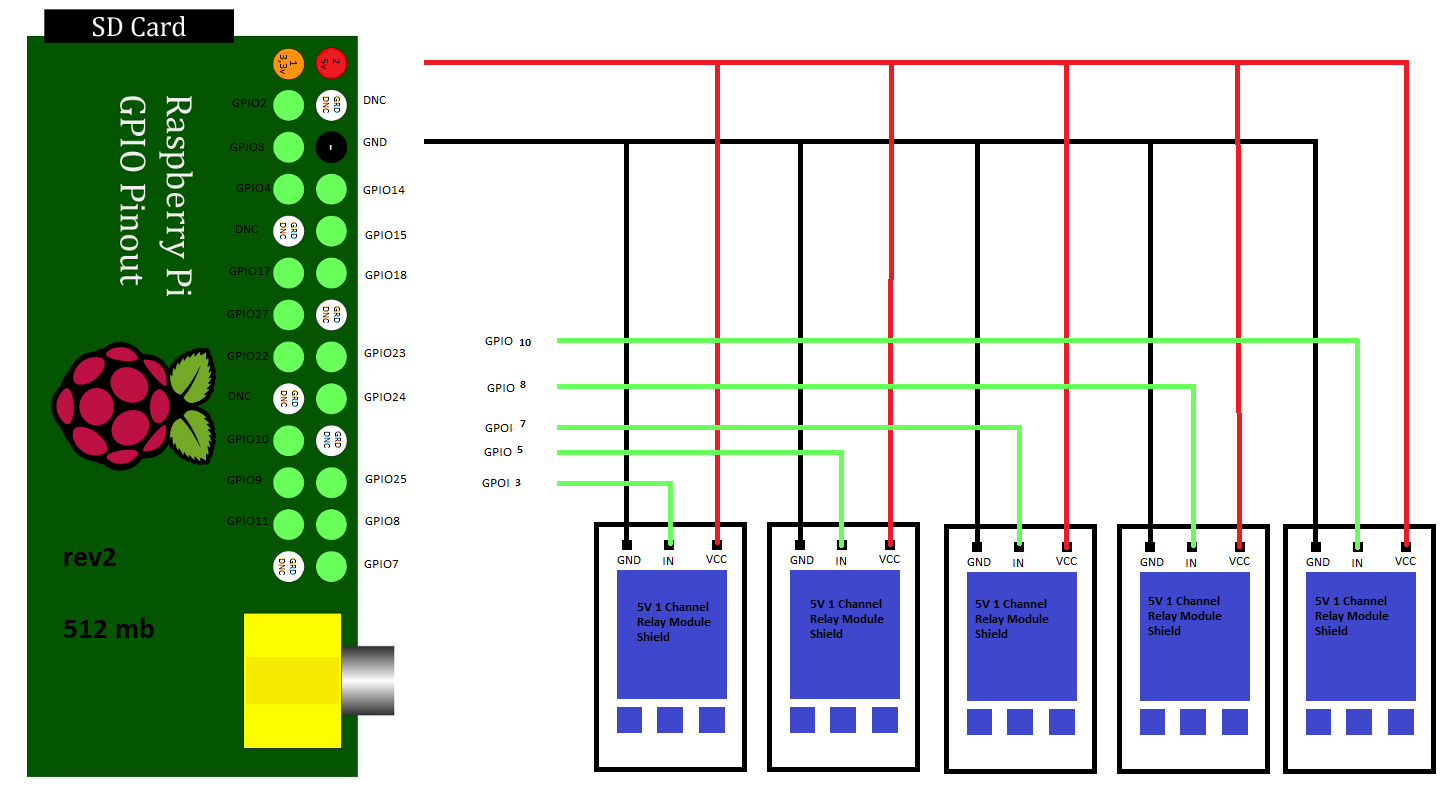 SD Card
1
3,3v
2
5v
Raspberry Pi
GPIO Pinout
GPIO2
GRD
DNC
DNC
GPIO3
-
GND
GPIO4
GPIO14
DNC
GRD
DNC
GPIO15
GPIO17
GPIO18
GPIO27
GRD
DNC
GPIO22
GPIO23
DNC
GRD
DNC
GPIO24
GPIO10
GRD
DNC
GPIO9
GPIO25
GPIO11
GPIO8
GRD
DNC
GPIO7
rev2
512 mb
GPIO 10
GPIO 8
GPOI 7
GPIO 5
GPOI 3
GND IN VCC
5V 1 Channel
Relay Module
Shield
GND IN VCC
5V 1 Channel
Relay Module
Shield
GND IN VCC
5V 1 Channel
Relay Module
Shield
GND IN VCC
5V 1 Channel
Relay Module
Shield
GND IN VCC
5V 1 Channel
Relay Module
Shield